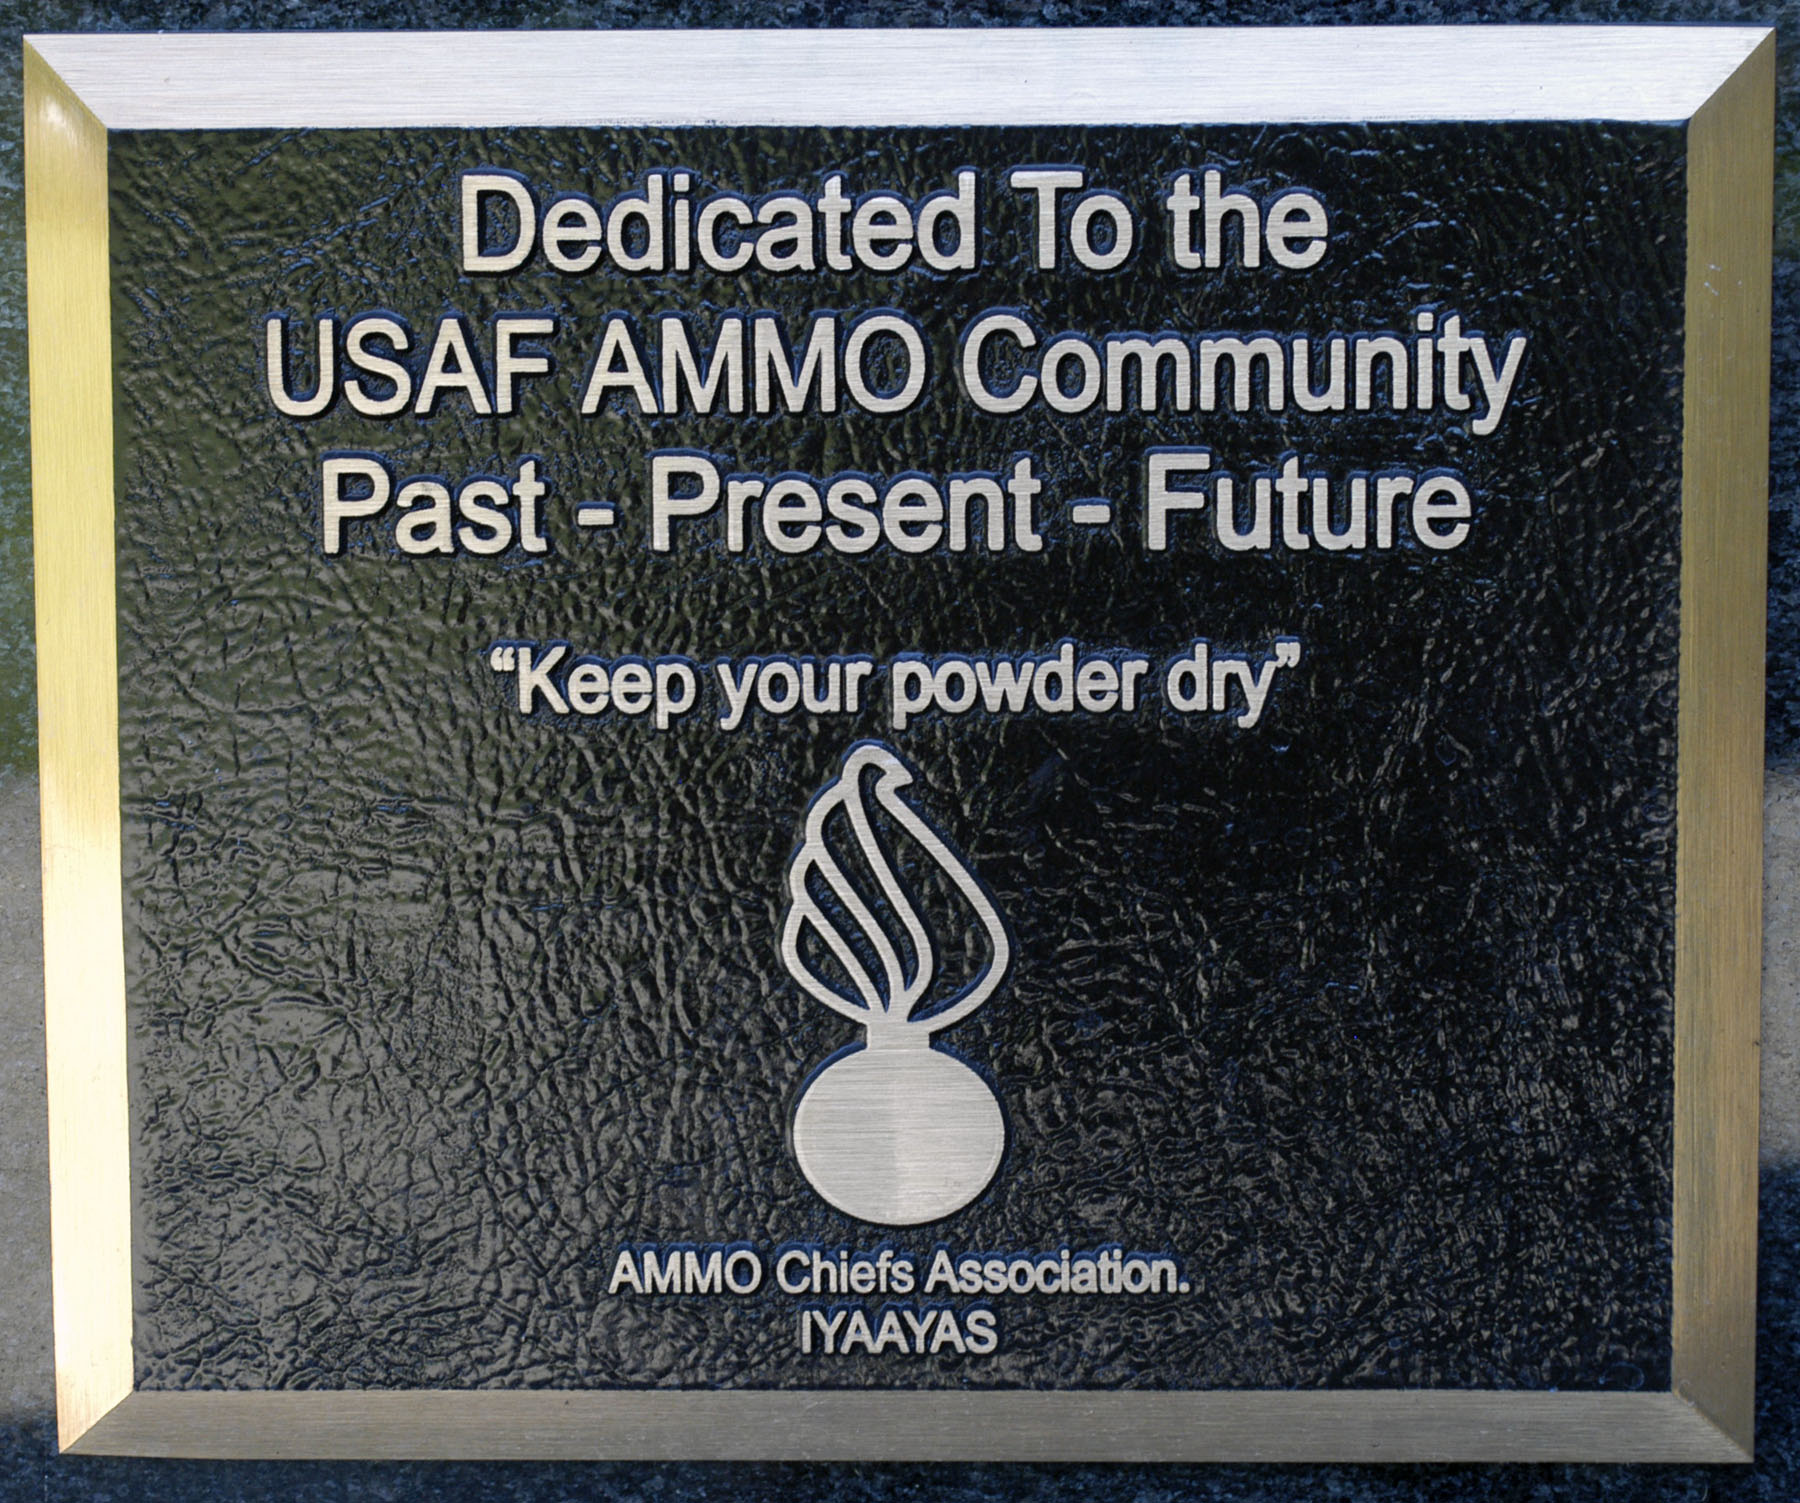 Dedicated To the
USAF AMMO Community
Past - Present - Future
“Keep your powder dry”
AMMO Chiefs Association.
IYAAYAS